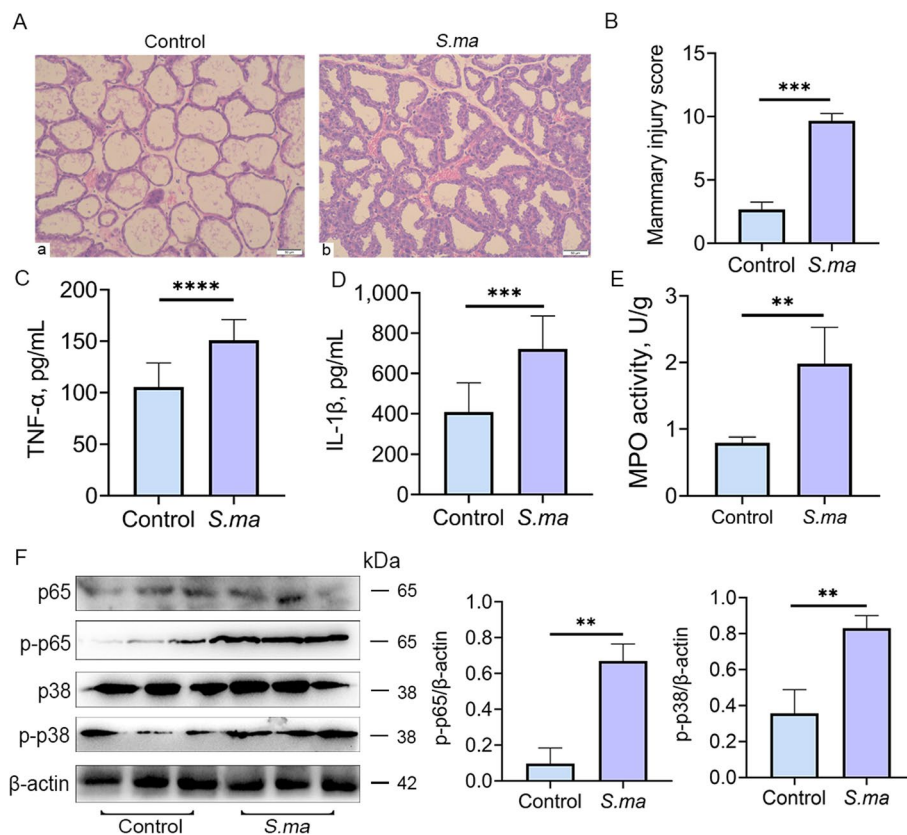 A
Control
S.ma
a
b
B
Mammary injury score
15
10
5
0
***
Control
S.ma
C
TNF-α, pg/mL
200
150
100
50
0
****
Control
S.ma
D
IL-1β, pg/mL
1,000
800
600
400
200
0
***
Control
S.ma
E
MPO activity, U/g
3
2
1
0
**
Control
S.ma
F
kDa
p65
65
p-p65
65
p38
38
p-p38
38
β-actin
42
Control
S.ma
p-p65/β-actin
1.0
0.8
0.6
0.4
0.2
0.0
**
Control
S.ma
p-p38/β-actin
1.0
0.8
0.6
0.4
0.2
0.0
**
Control
S.ma